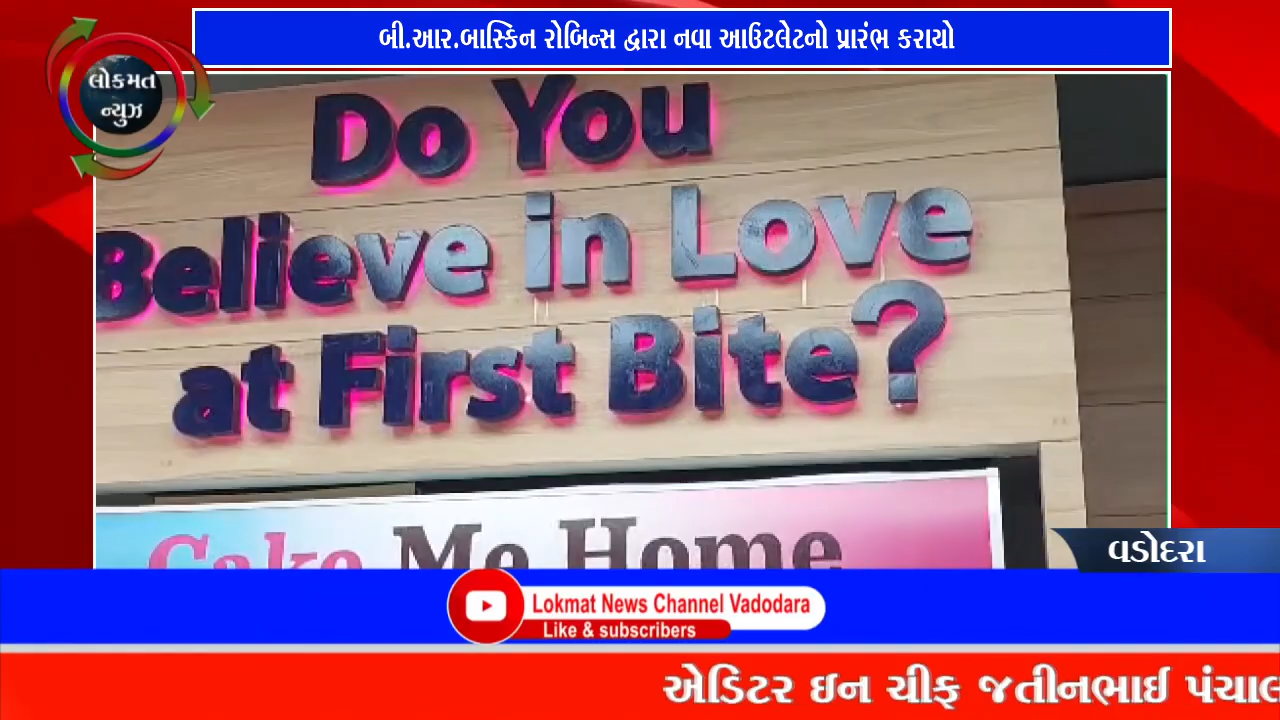 બી.આર.બાસ્કિન રોબિન્સ દ્વારા નવા આઉટલેટનો પ્રારંભ કરાયો
લોકમત
ન્યુઝ
Do You
Believe in Love
at First Bite?
Cake Me Home
વડોદરા
Lokmat News Channel Vadodara
Like & subscribers
એડિટર ઇન ચીફ જતીનભાઈ પંચાલ